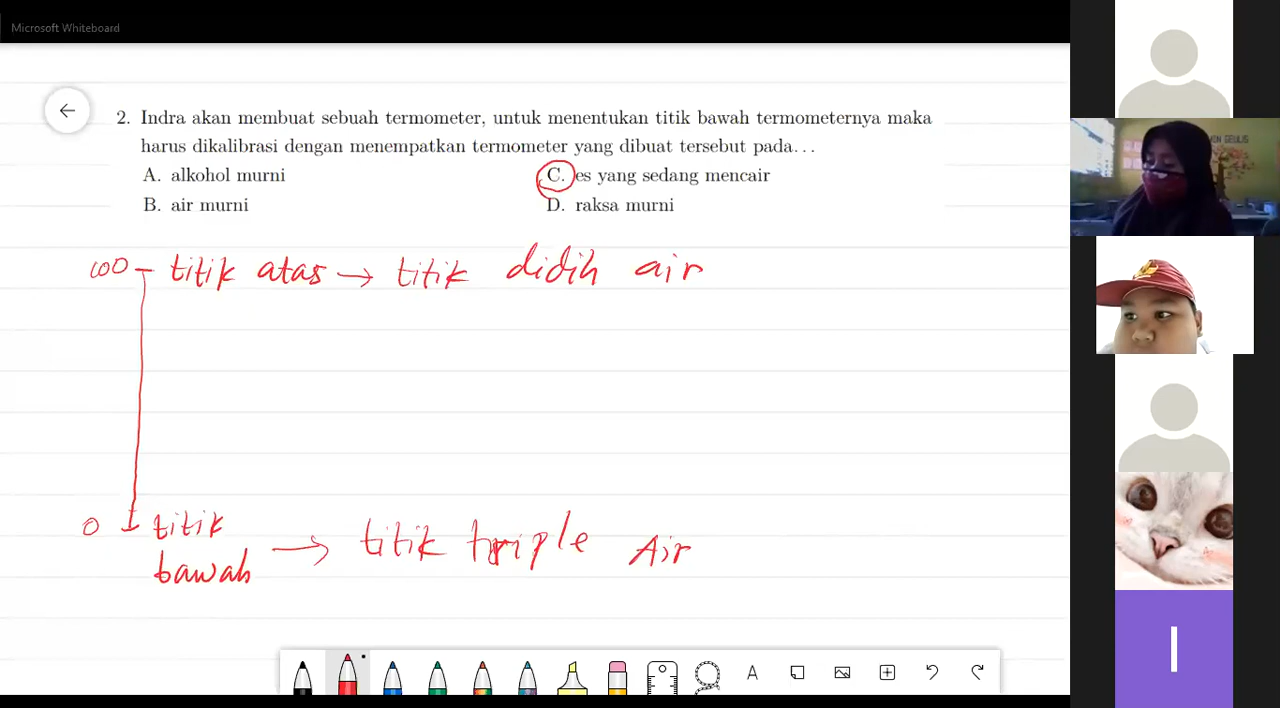 Microsoft Whiteboard
2. Indra akan membuat sebuah termometer, untuk menentukan titik bawah termometernya maka
harus dikalibrasi dengan menempatkan termometer yang dibuat tersebut pada...
A. alkohol murni
B. air murni
C. es yang sedang mencair
D. raksa murni
100 titik atas → titik didih air
0 titik
bawah → titik triple Air
A
I